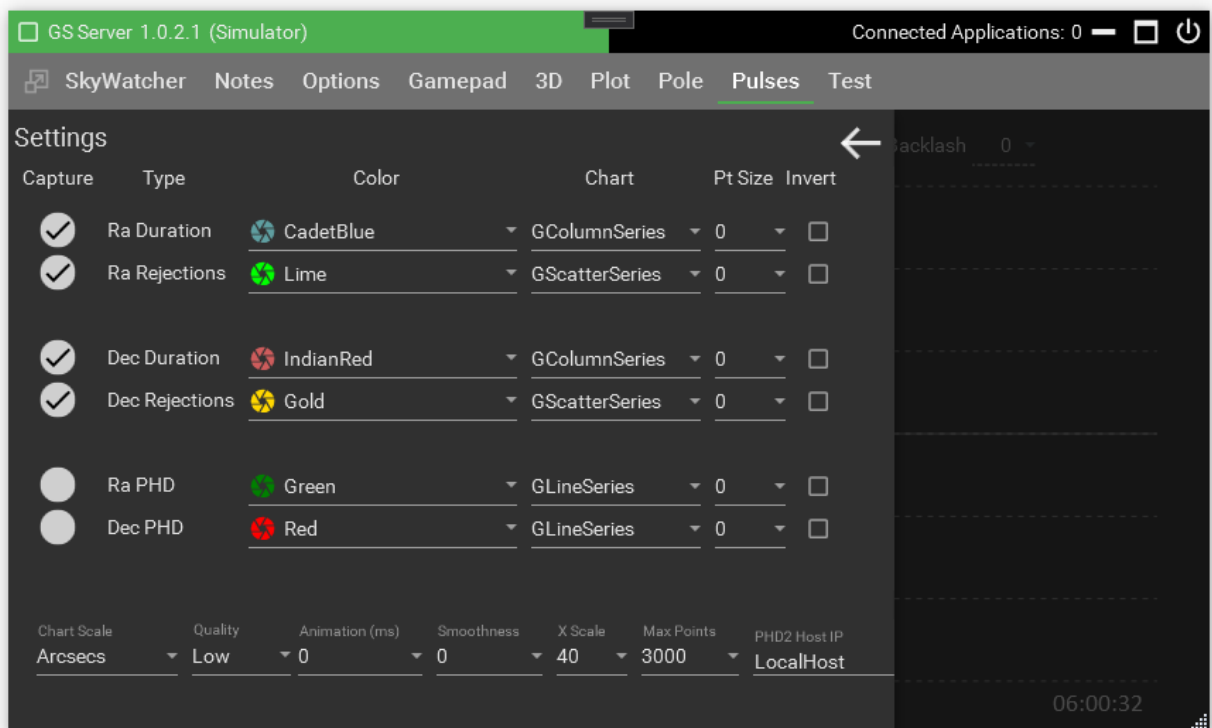 GS Server 1.0.2.1 (Simulator) Connected Applications: 0
SkyWatcher Notes Options Gamepad 3D Plot Pole Pulses Test
Settings
Backlash 0
Capture Type Color Chart Pt Size Invert
Ra Duration CadetBlue GColumnSeries 0
Ra Rejections Lime GScatterSeries 0
Dec Duration IndianRed GColumnSeries 0
Dec Rejections Gold GScatterSeries 0
Ra PHD Green GLineSeries 0
Dec PHD Red GLineSeries 0
Chart Scale Quality Animation (ms) Smoothness X Scale Max Points PHD2 Host IP
Arcsecs Low 0 0 40 3000 LocalHost
06:00:32